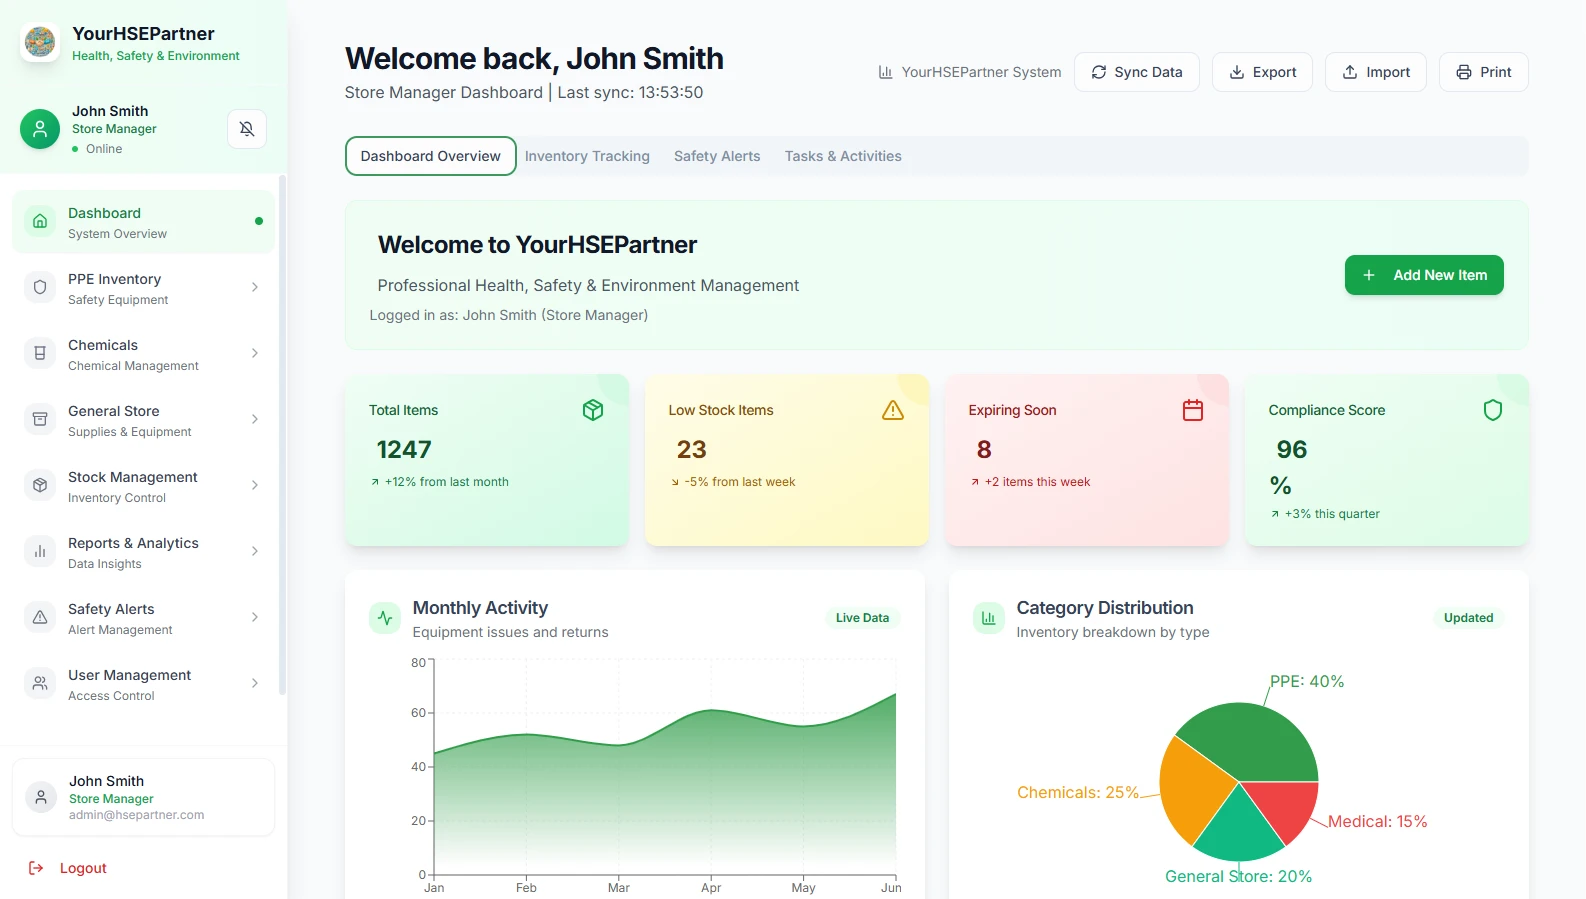 YourHSEPartner
Health, Safety & Environment
John Smith
Store Manager
Online
Dashboard
System Overview
PPE Inventory
Safety Equipment
Chemicals
Chemical Management
General Store
Supplies & Equipment
Stock Management
Inventory Control
Reports & Analytics
Data Insights
Safety Alerts
Alert Management
User Management
Access Control
John Smith
Store Manager
admin@hsepartner.com
Logout
Welcome back, John Smith
Store Manager Dashboard | Last sync: 13:53:50
YourHSEPartner System
Sync Data
Export
Import
Print
Dashboard Overview
Inventory Tracking
Safety Alerts
Tasks & Activities
Welcome to YourHSEPartner
Professional Health, Safety & Environment Management
Logged in as: John Smith (Store Manager)
Add New Item
Total Items
1247
+12% from last month
Low Stock Items
23
-5% from last week
Expiring Soon
8
+2 items this week
Compliance Score
96
%
+3% this quarter
Monthly Activity
Equipment issues and returns
Live Data
80
60
40
20
0
Jan
Feb
Mar
Apr
May
Jun
Category Distribution
Inventory breakdown by type
Updated
PPE: 40%
Chemicals: 25%
Medical: 15%
General Store: 20%